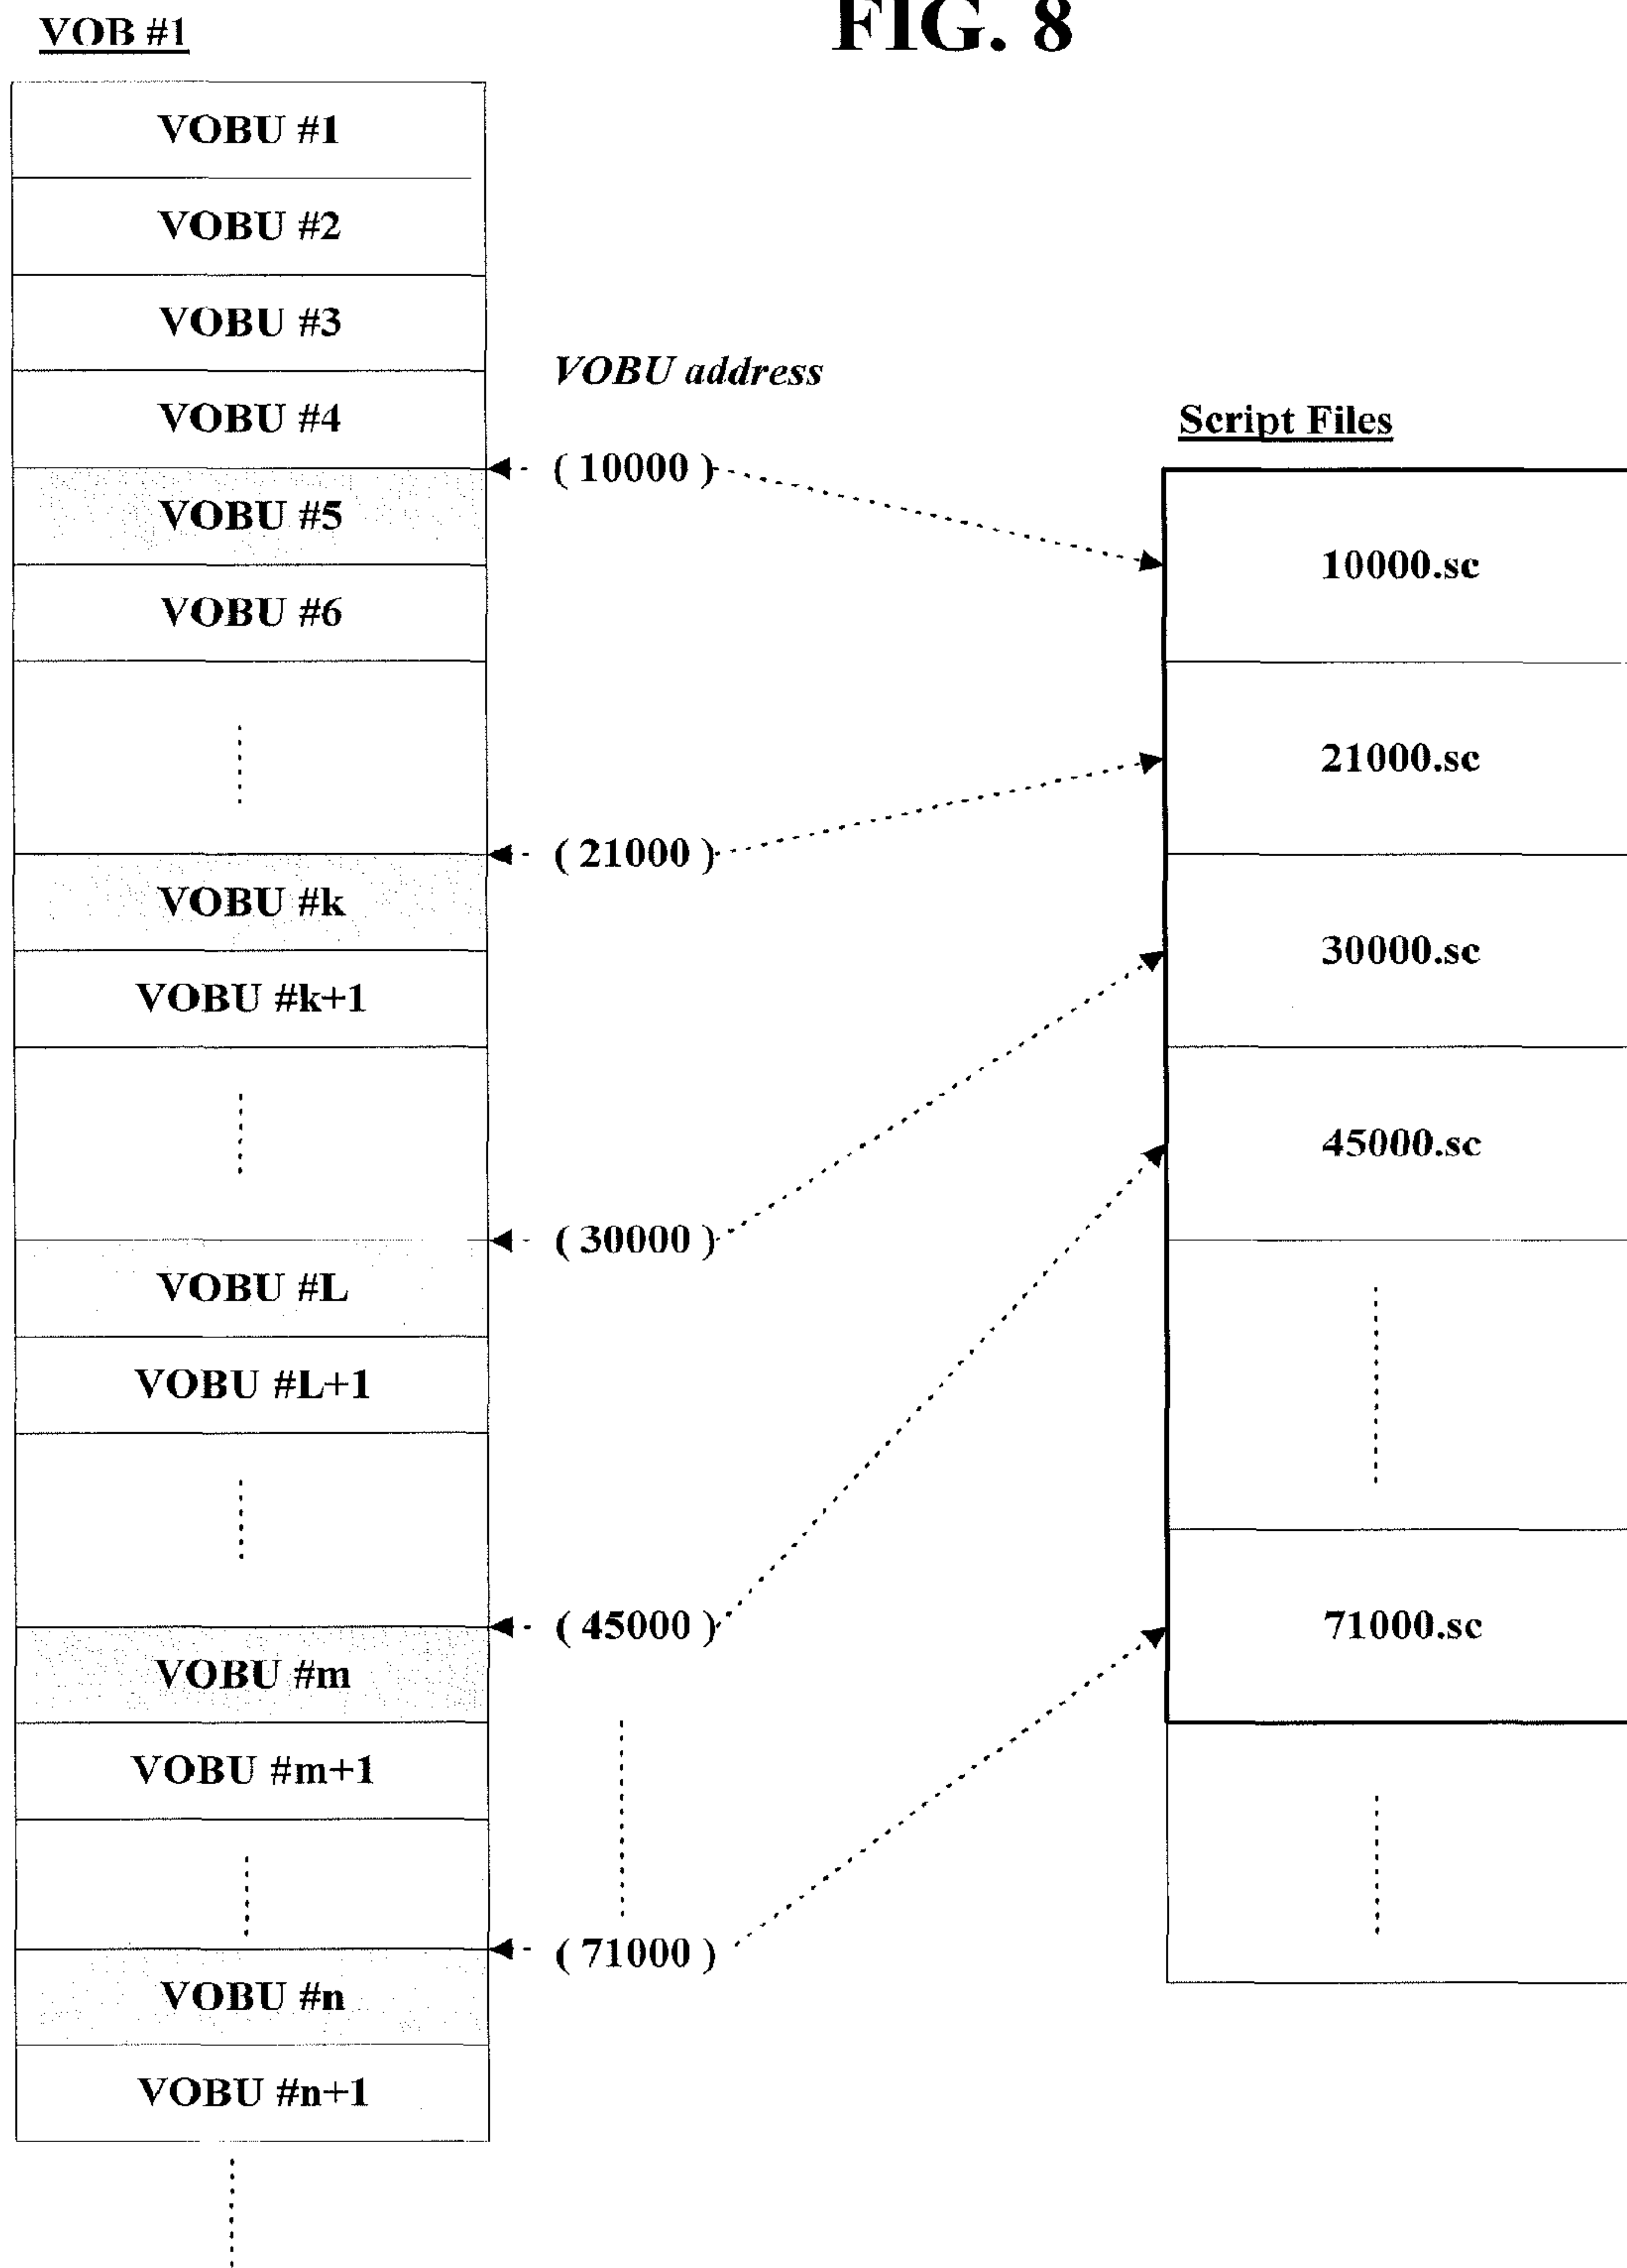 FIG. 8
VOB #1
VOBU #1
VOBU #2
VOBU #3
VOBU #4
VOBU #5
VOBU #6
VOBU #k
VOBU #k+1
VOBU #L
VOBU #L+1
VOBU #m
VOBU #m+1
VOBU #n
VOBU #n+1
VOBU address
( 10000 )
( 21000 )
( 30000 )
( 45000 )
( 71000 )
Script Files
10000.sc
21000.sc
30000.sc
45000.sc
71000.sc